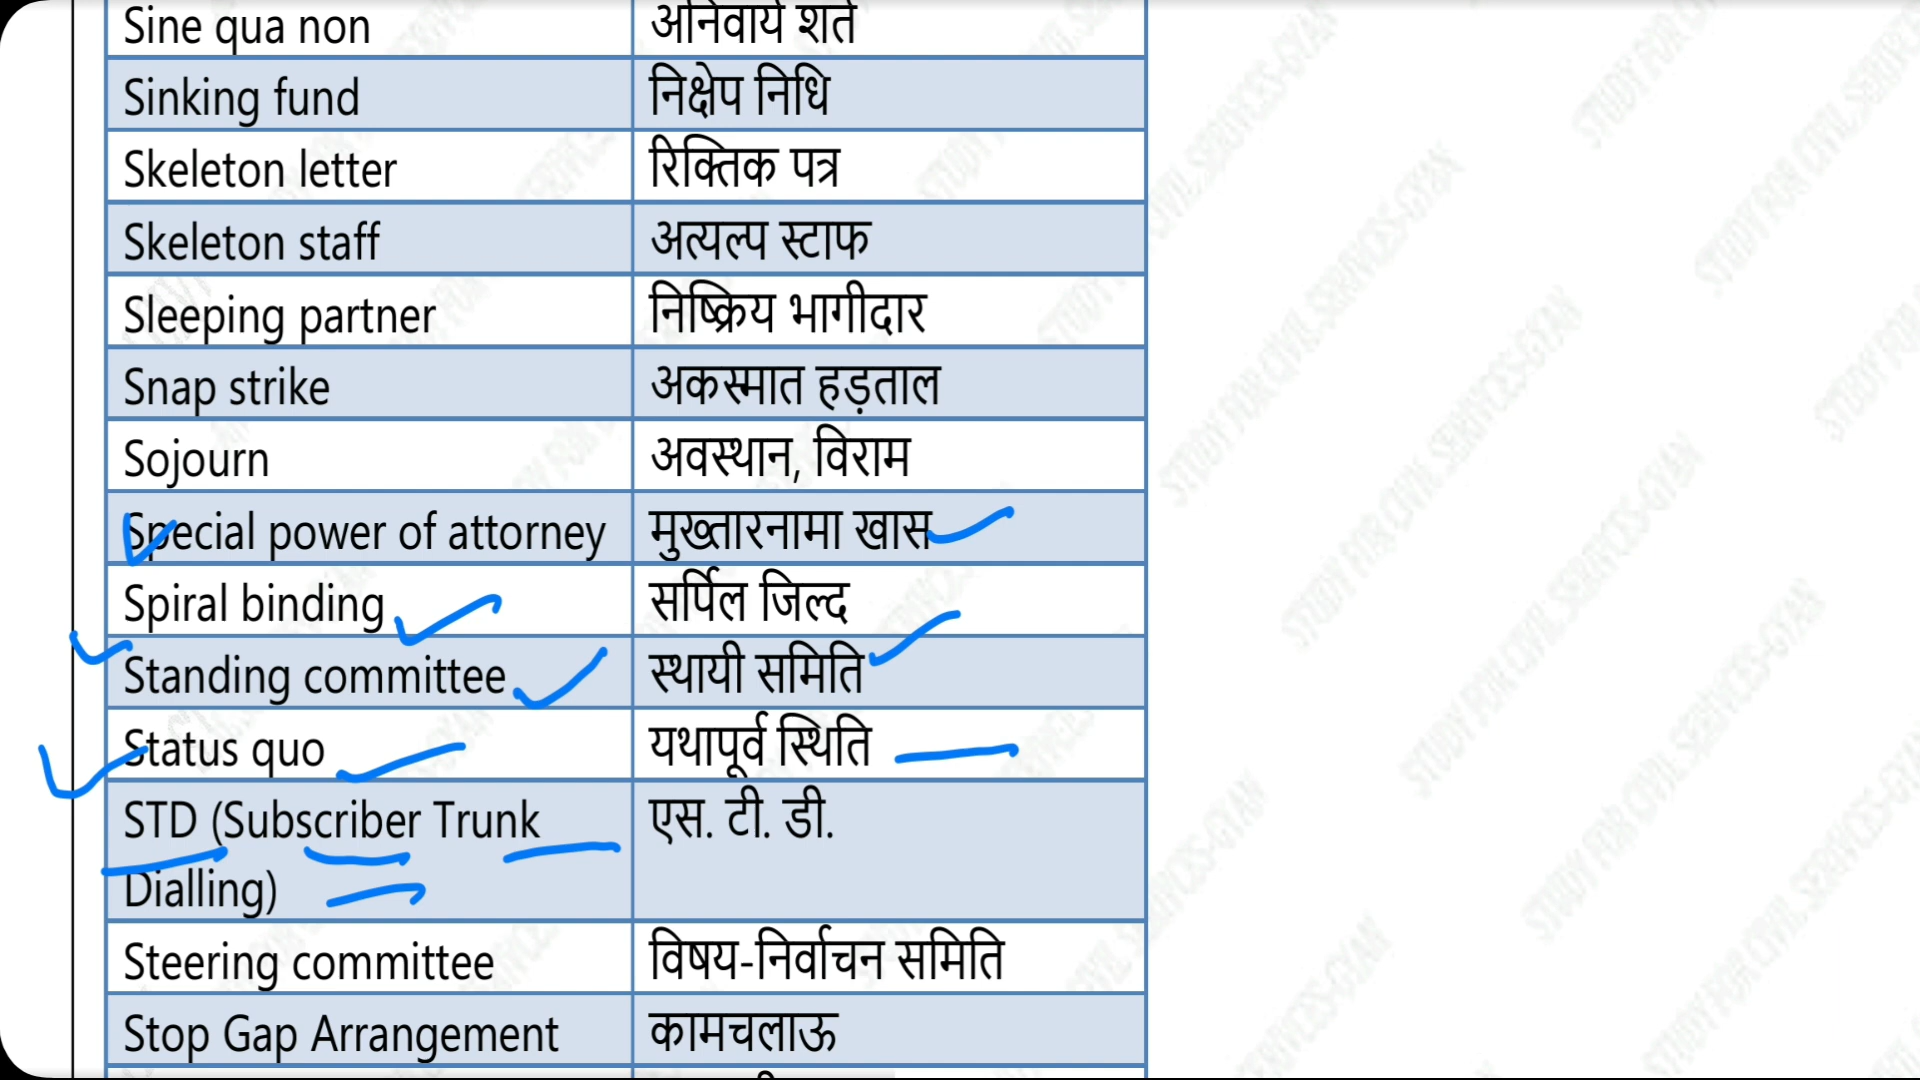 Sine qua non अनिवार्य शर्त
Sinking fund निक्षेप निधि
Skeleton letter रिक्तिक पत्र
Skeleton staff अत्यल्प स्टाफ
Sleeping partner निष्क्रिय भागीदार
Snap strike अकस्मात हड़ताल
Sojourn अवस्थान, विराम
Special power of attorney मुख्तारनामा खास
Spiral binding सर्पिल जिल्द
Standing committee स्थायी समिति
Status quo यथापूर्व स्थिति
STD (Subscriber Trunk एस. टी. डी.
Dialling)
Steering committee विषय-निर्वाचन समिति
Stop Gap Arrangement कामचलाऊ